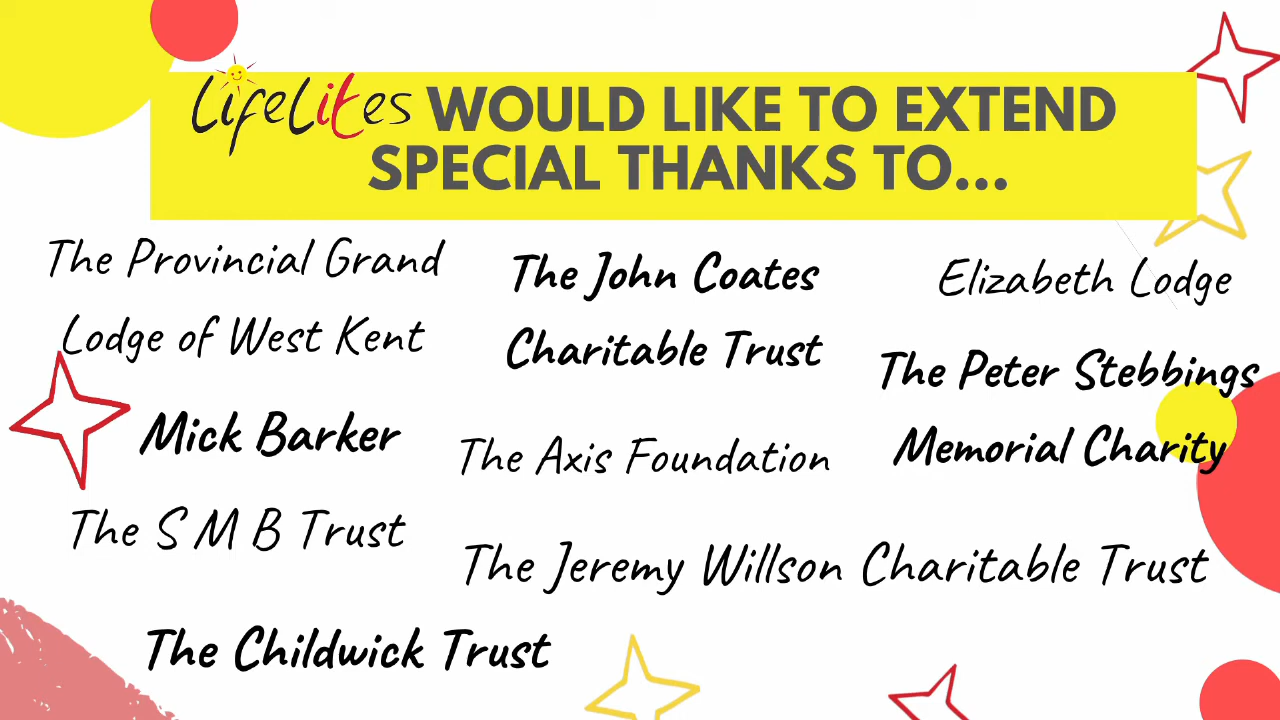 LifeLites WOULD LIKE TO EXTEND
SPECIAL THANKS TO...
The Provincial Grand
Lodge of West Kent
Mick Barker
The S M B Trust
The Childwick Trust
The John Coates
Charitable Trust
The Axis Foundation
The Jeremy Willson Charitable Trust
Elizabeth Lodge
The Peter Stebbings
Memorial Charity